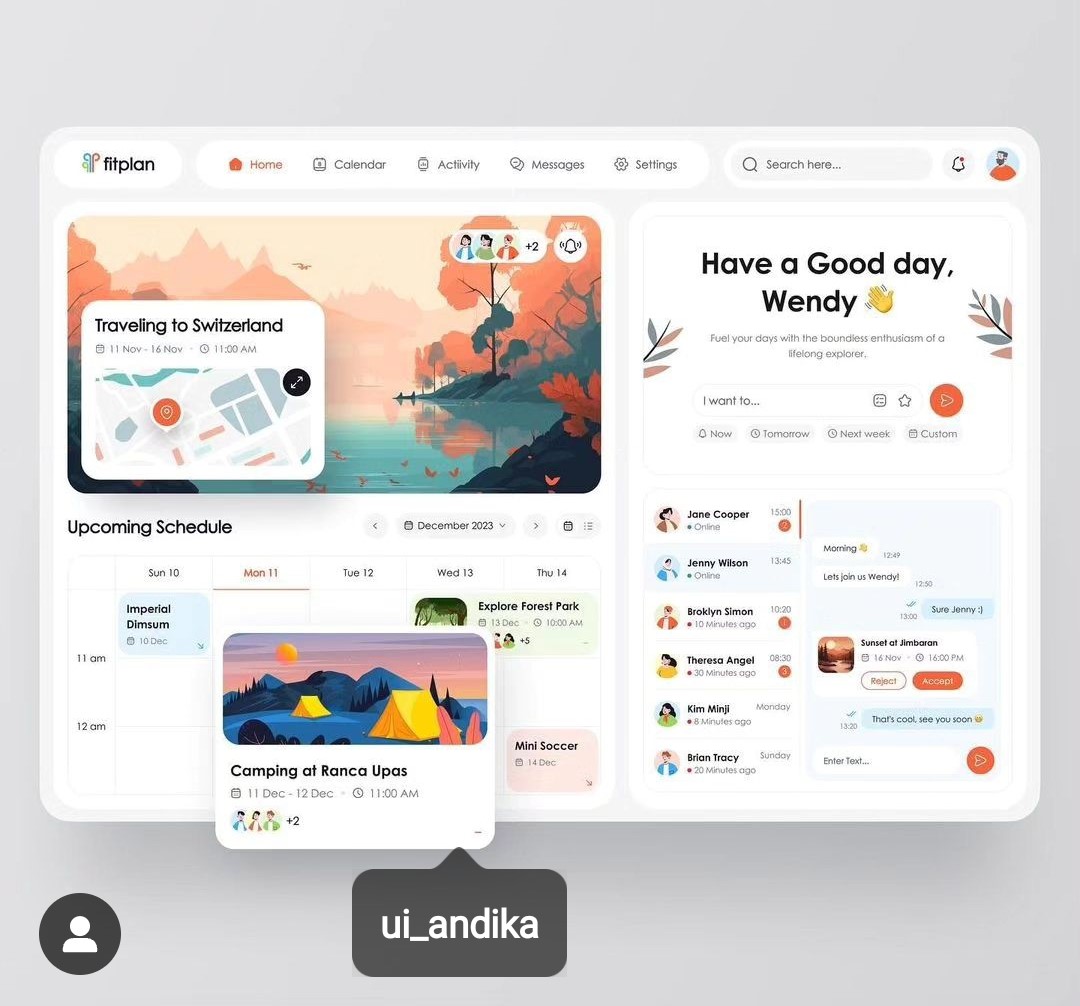 fitplan
Home
Calendar
Actiivity
Messages
Settings
Search here...
+2
Traveling to Switzerland
11 Nov - 16 Nov · 11:00 AM
Have a Good day,
Wendy 👋
Fuel your days with the boundless enthusiasm of a
lifelong explorer.
I want to...
Now
Tomorrow
Next week
Custom
Upcoming Schedule
December 2023
Sun 10
Mon 11
Tue 12
Wed 13
Thu 14
11 am
12 am
Imperial
Dimsum
10 Dec
Explore Forest Park
13 Dec · 10:00 AM
+5
Camping at Ranca Upas
11 Dec - 12 Dec · 11:00 AM
+2
Mini Soccer
14 Dec
Jane Cooper
15:00
Online
2
Jenny Wilson
13:45
Online
Broklyn Simon
10:20
10 Minutes ago
1
Theresa Angel
08:30
30 Minutes ago
3
Kim Minji
Monday
8 Minutes ago
Brian Tracy
Sunday
20 Minutes ago
Morning 👋
12:49
Lets join us Wendy!
12:50
Sure Jenny :)
13:00
Sunset at Jimbaran
16 Nov · 16:00 PM
Reject
Accept
That's cool, see you soon
13:20
Enter Text...
ui_andika